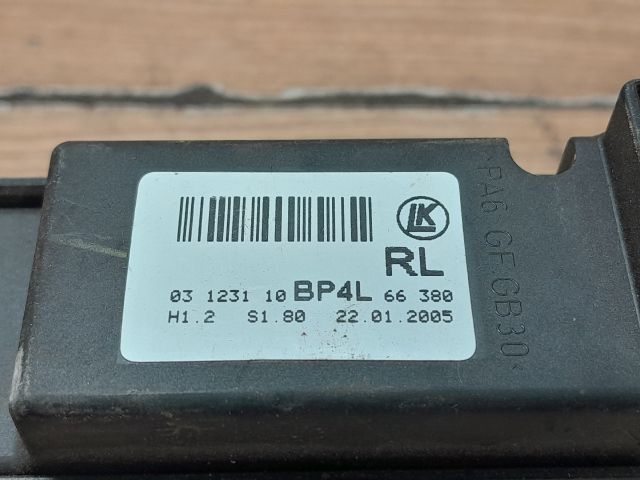 LK
RL
03 1231 10 BP4L 66 380
H1.2 S1.80 22.01.2005
>PA6 GF GB30<